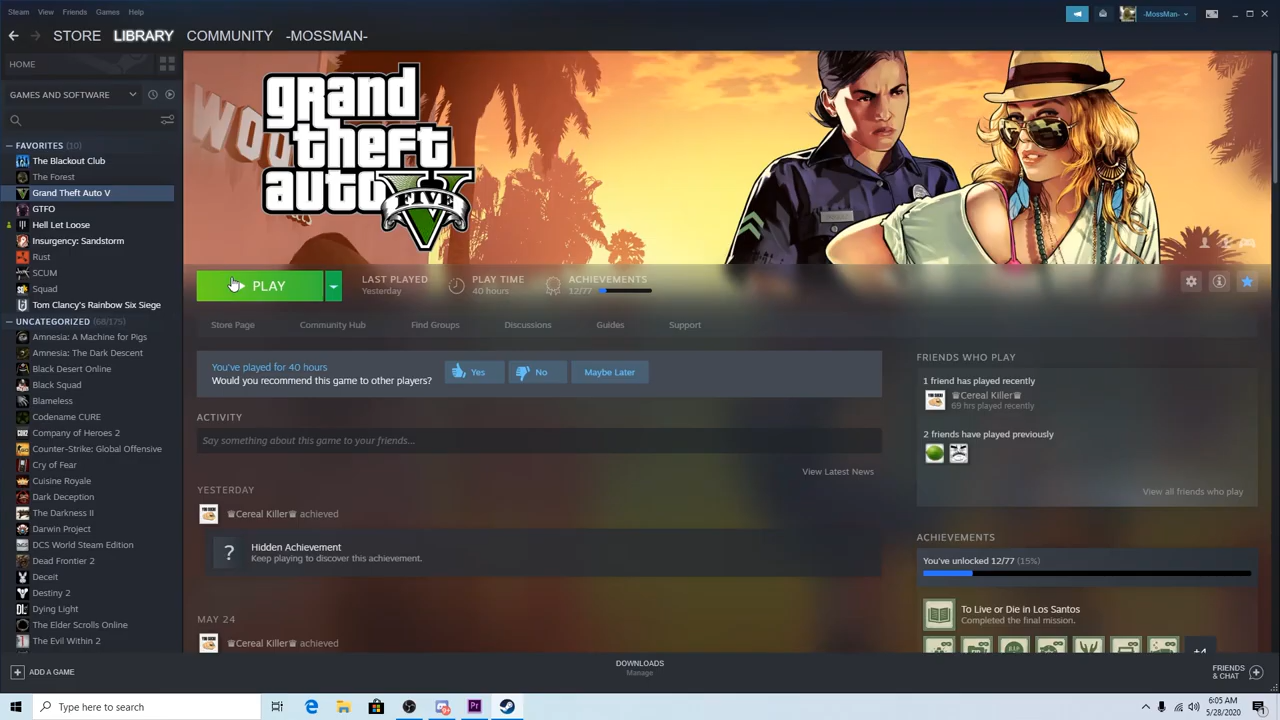 Steam View Friends Games Help
-MossMan-
STORE LIBRARY COMMUNITY -MOSSMAN-
HOME
GAMES AND SOFTWARE
FAVORITES (10)
The Blackout Club
The Forest
Grand Theft Auto V
GTFO
Hell Let Loose
Insurgency: Sandstorm
Rust
SCUM
Squad
Tom Clancy's Rainbow Six Siege
UNCATEGORIZED (68/175)
Amnesia: A Machine for Pigs
Amnesia: The Dark Descent
Black Desert Online
Black Squad
Blameless
Codename CURE
Company of Heroes 2
Counter-Strike: Global Offensive
Cry of Fear
Cuisine Royale
Dark Deception
The Darkness II
Darwin Project
DCS World Steam Edition
Dead Frontier 2
Deceit
Destiny 2
Dying Light
The Elder Scrolls Online
The Evil Within 2
ADD A GAME
grand
theft
auto V
FIVE
PLAY
LAST PLAYED
Yesterday
PLAY TIME
40 hours
ACHIEVEMENTS
12/77
Store Page Community Hub Find Groups Discussions Guides Support
You've played for 40 hours
Would you recommend this game to other players?
Yes No Maybe Later
ACTIVITY
Say something about this game to your friends...
View Latest News
YESTERDAY
♛Cereal Killer♛ achieved
?
Hidden Achievement
Keep playing to discover this achievement.
MAY 24
♛Cereal Killer♛ achieved
FRIENDS WHO PLAY
1 friend has played recently
♛Cereal Killer♛
69 hrs played recently
2 friends have played previously
View all friends who play
ACHIEVEMENTS
You've unlocked 12/77 (15%)
To Live or Die in Los Santos
Completed the final mission.
+4
DOWNLOADS
Manage
FRIENDS
& CHAT
Type here to search
6:05 AM
5/28/2020